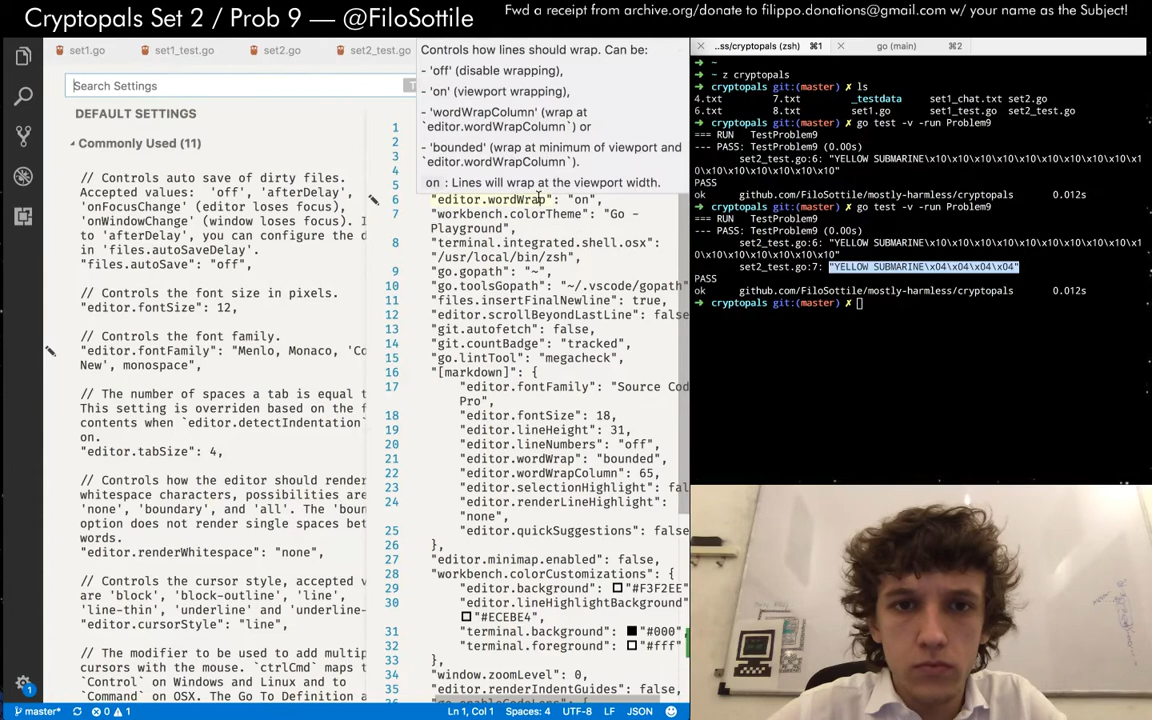 Cryptopals Set 2 / Prob 9 — @FiloSottile
Fwd a receipt from archive.org/donate to filippo.donations@gmail.com w/ your name as the Subject!
set1.go
set1_test.go
set2.go
set2_test.go
Search Settings
DEFAULT SETTINGS
Commonly Used (11)
// Controls auto save of dirty files.
Accepted values: 'off', 'afterDelay',
'onFocusChange' (editor loses focus),
'onWindowChange' (window loses focus). I
to 'afterDelay', you can configure the d
in 'files.autoSaveDelay'.
"files.autoSave": "off",
// Controls the font size in pixels.
"editor.fontSize": 12,
// Controls the font family.
"editor.fontFamily": "Menlo, Monaco, 'Co
New', monospace",
// The number of spaces a tab is equal t
This setting is overriden based on the f
contents when `editor.detectIndentation`
on.
"editor.tabSize": 4,
// Controls how the editor should render
whitespace characters, possibilities are
'none', 'boundary', and 'all'. The 'boun
option does not render single spaces bet
words.
"editor.renderWhitespace": "none",
// Controls the cursor style, accepted v
are 'block', 'block-outline', 'line',
'line-thin', 'underline' and 'underline-
"editor.cursorStyle": "line",
// The modifier to be used to add multip
cursors with the mouse. `ctrlCmd` maps t
`Control` on Windows and Linux and to
`Command` on OSX. The Go To Definition a
Controls how lines should wrap. Can be:
- 'off' (disable wrapping),
- 'on' (viewport wrapping),
- 'wordWrapColumn' (wrap at
`editor.wordWrapColumn`) or
- 'bounded' (wrap at minimum of viewport and
`editor.wordWrapColumn`).
on : Lines will wrap at the viewport width.
1
2
3
4
5
6 "editor.wordWrap": "on",
7 "workbench.colorTheme": "Go –
Playground",
8 "terminal.integrated.shell.osx":
"/usr/local/bin/zsh",
9 "go.gopath": "~",
10 "go.toolsGopath": "~/.vscode/gopath"
11 "files.insertFinalNewline": true,
12 "editor.scrollBeyondLastLine": false
13 "git.autofetch": false,
14 "git.countBadge": "tracked",
15 "go.lintTool": "megacheck",
16 "[markdown]": {
17 "editor.fontFamily": "Source Cod
Pro",
18 "editor.fontSize": 18,
19 "editor.lineHeight": 31,
20 "editor.lineNumbers": "off",
21 "editor.wordWrap": "bounded",
22 "editor.wordWrapColumn": 65,
23 "editor.selectionHighlight": fal
24 "editor.renderLineHighlight":
"none",
25 "editor.quickSuggestions": false
26 },
27 "editor.minimap.enabled": false,
28 "workbench.colorCustomizations": {
29 "editor.background": "#F3F2EE"
30 "editor.lineHighlightBackground"
"#ECEBE4",
31 "terminal.background": "#000"
32 "terminal.foreground": "#fff"
33 },
34 "window.zoomLevel": 0,
35 "editor.renderIndentGuides": false,
master* 0 1 Ln 1, Col 1 Spaces: 4 UTF-8 LF JSON
1
..ss/cryptopals (zsh) ⌘1 go (main) ⌘2
➜ ~
➜ ~ z cryptopals
➜ cryptopals git:(master) ✗ ls
4.txt 7.txt _testdata set1_chat.txt set2.go
6.txt 8.txt set1.go set1_test.go set2_test.go
➜ cryptopals git:(master) ✗ go test -v -run Problem9
=== RUN TestProblem9
--- PASS: TestProblem9 (0.00s)
set2_test.go:6: "YELLOW SUBMARINE\x10\x10\x10\x10\x10\x10\x10\x10\x1
0\x10\x10\x10\x10\x10\x10\x10"
PASS
ok github.com/FiloSottile/mostly-harmless/cryptopals 0.012s
➜ cryptopals git:(master) ✗ go test -v -run Problem9
=== RUN TestProblem9
--- PASS: TestProblem9 (0.00s)
set2_test.go:6: "YELLOW SUBMARINE\x10\x10\x10\x10\x10\x10\x10\x10\x1
0\x10\x10\x10\x10\x10\x10\x10"
set2_test.go:7: "YELLOW SUBMARINE\x04\x04\x04\x04"
PASS
ok github.com/FiloSottile/mostly-harmless/cryptopals 0.012s
➜ cryptopals git:(master) ✗